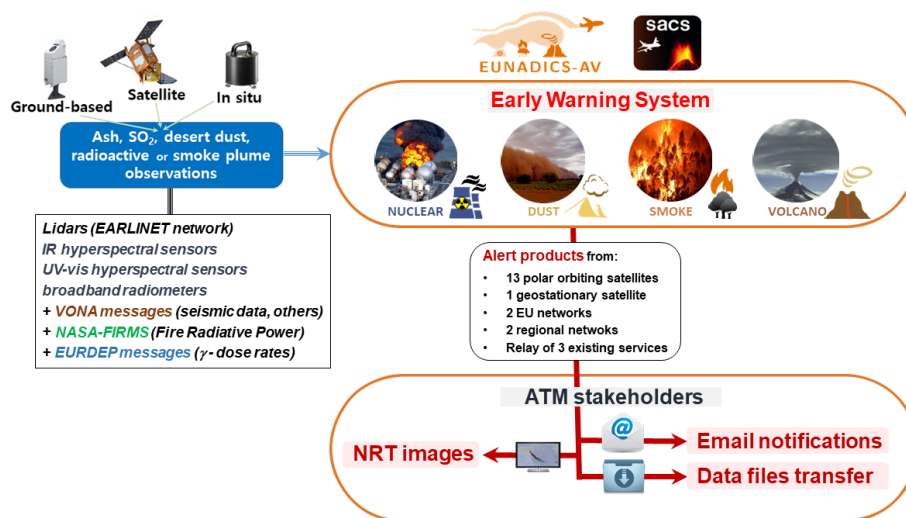 EUNADICS-AV
sacs
Ground-based
Satellite
In situ
Ash, SO₂, desert dust,
radioactive or smoke plume
observations
Early Warning System
NUCLEAR
DUST
SMOKE
VOLCANO
Lidars (EARLINET network)
IR hyperspectral sensors
UV-vis hyperspectral sensors
broadband radiometers
+ VONA messages (seismic data, others)
+ NASA-FIRMS (Fire Radiative Power)
+ EURDEP messages (γ- dose rates)
Alert products from:
• 13 polar orbiting satellites
• 1 geostationary satellite
• 2 EU networks
• 2 regional netwoks
• Relay of 3 existing services
ATM stakeholders
NRT images
@
Email notifications
Data files transfer